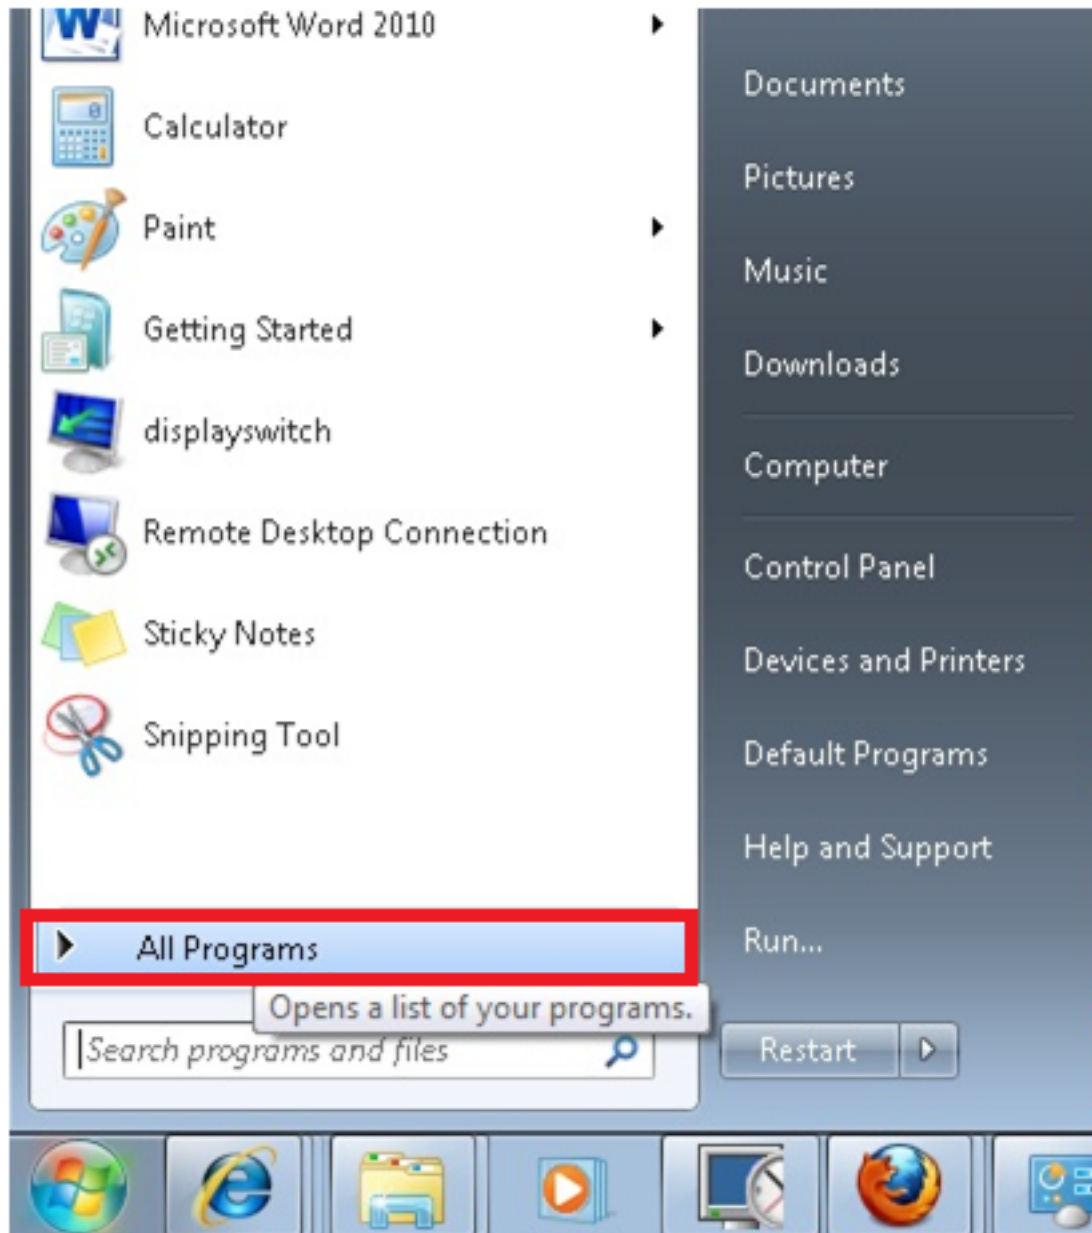 Microsoft Word 2010
Calculator
Paint
Getting Started
displayswitch
Remote Desktop Connection
Sticky Notes
Snipping Tool
All Programs
Opens a list of your programs.
Search programs and files
Documents
Pictures
Music
Downloads
Computer
Control Panel
Devices and Printers
Default Programs
Help and Support
Run...
Restart